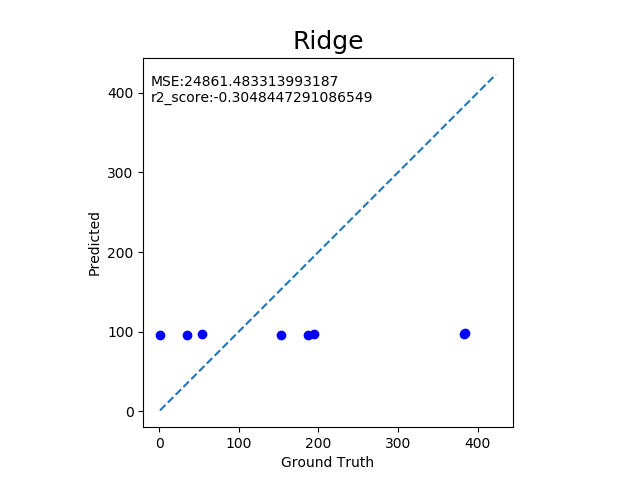 Ridge
MSE:24861.483313993187
r2_score:-0.3048447291086549
400
300
200
100
0
Predicted
0 100 200 300 400
Ground Truth